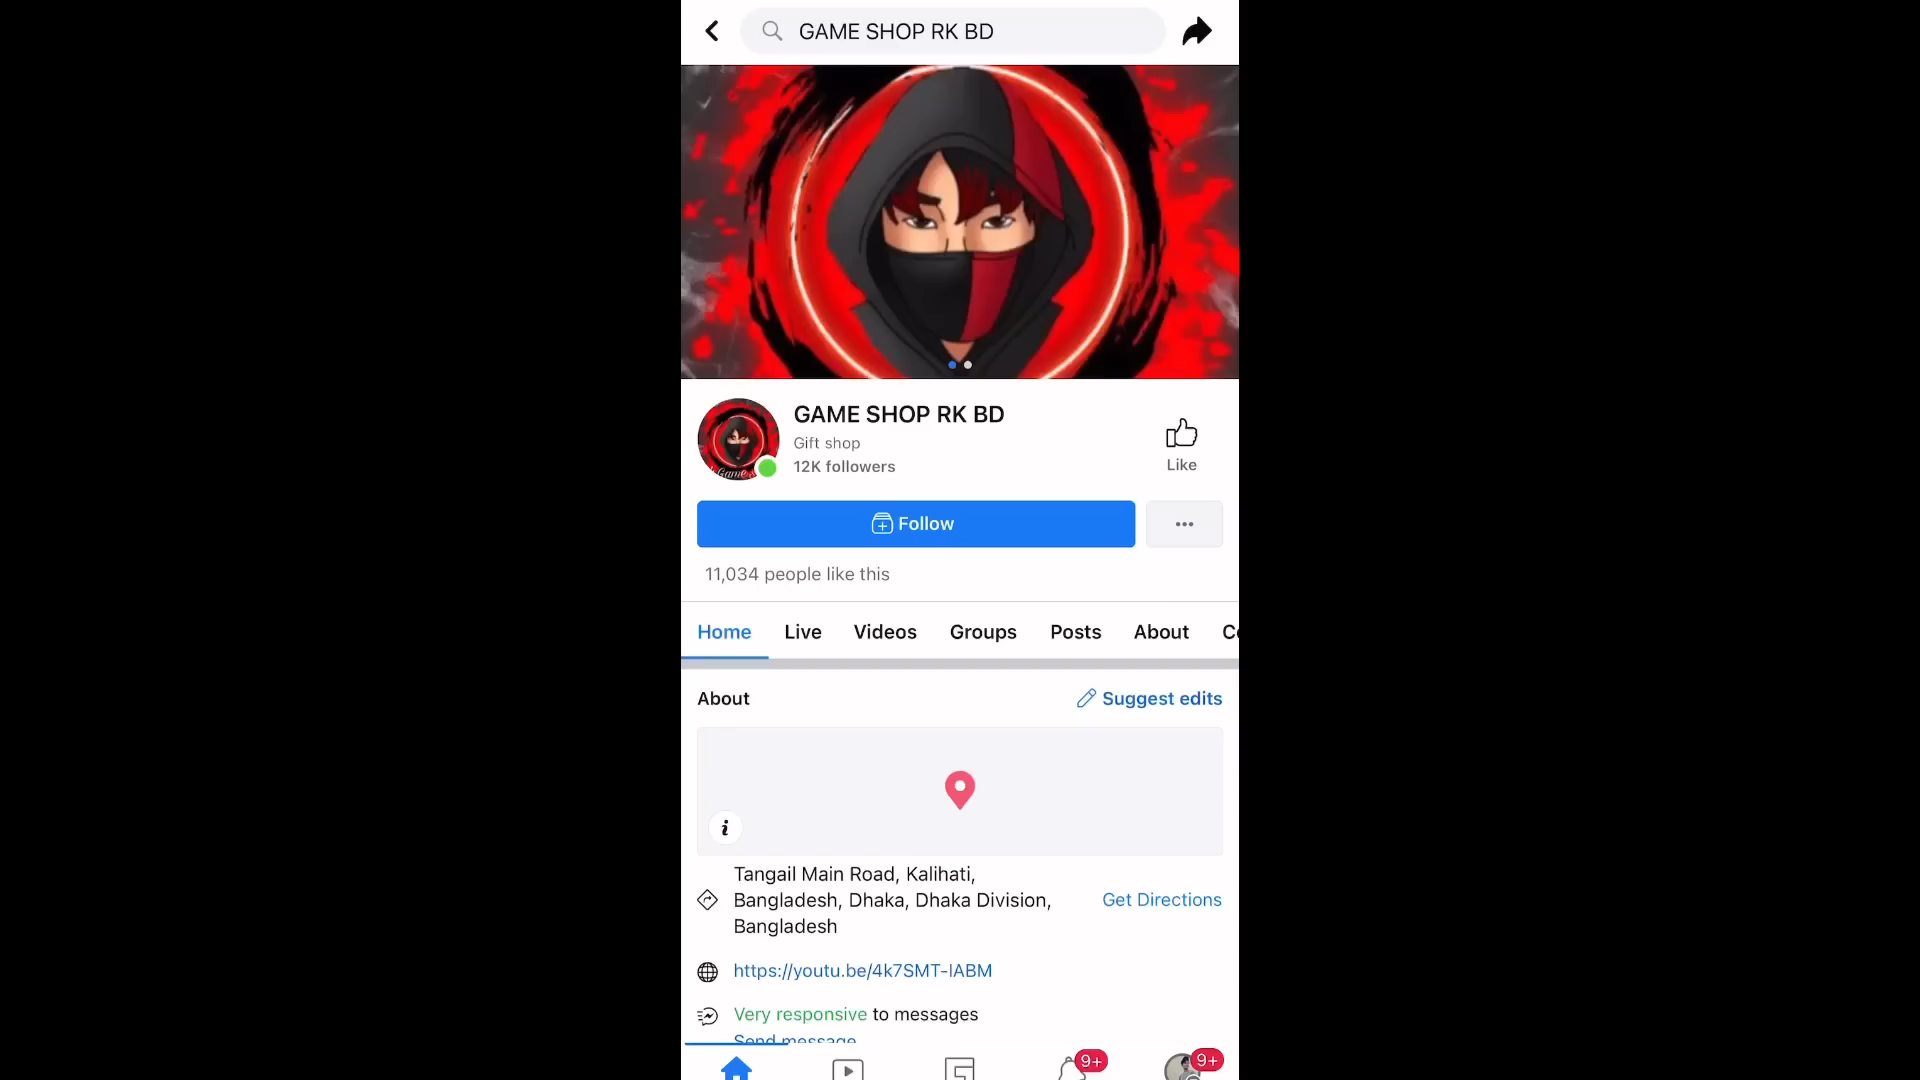 GAME SHOP RK BD
GAME SHOP RK BD
Gift shop
12K followers
Like
Follow
11,034 people like this
Home Live Videos Groups Posts About
About
Suggest edits
Tangail Main Road, Kalihati,
Bangladesh, Dhaka, Dhaka Division,
Bangladesh
Get Directions
https://youtu.be/4k7SMT-IABM
Very responsive to messages
Send message
9+
9+